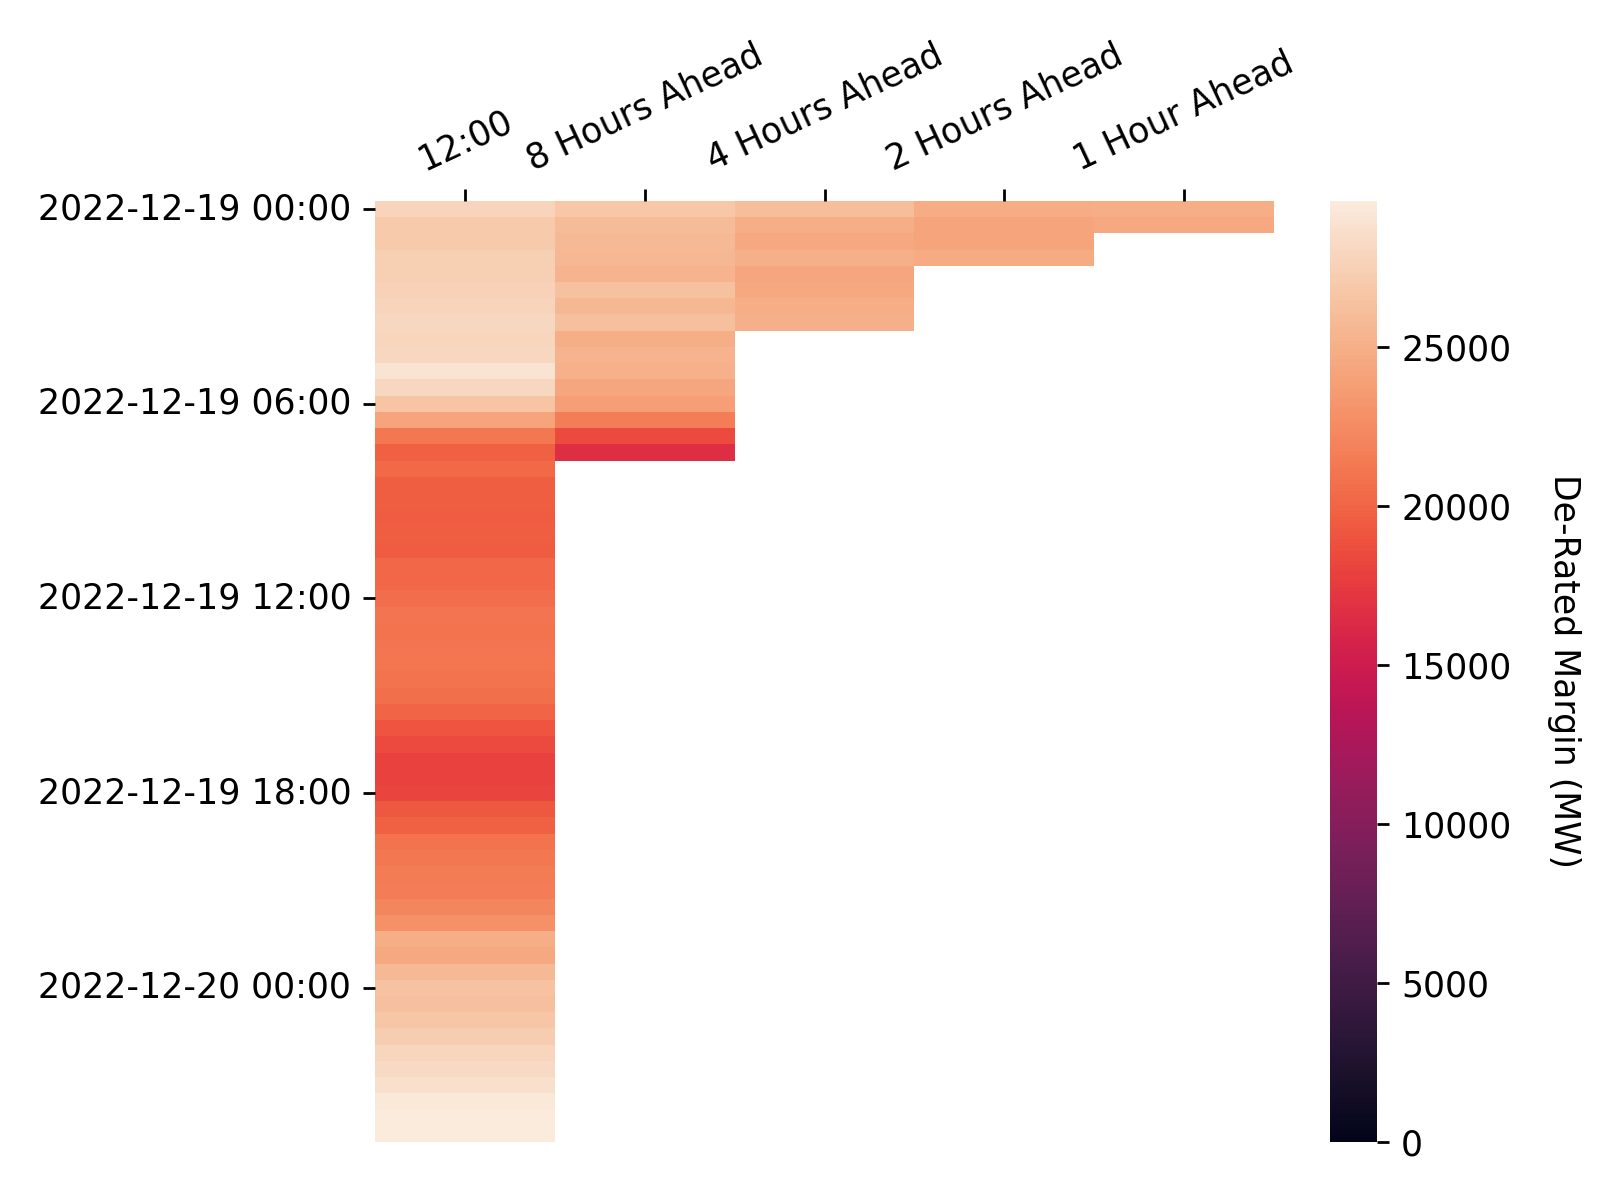 12:00
8 Hours Ahead
4 Hours Ahead
2 Hours Ahead
1 Hour Ahead
2022-12-19 00:00
2022-12-19 06:00
2022-12-19 12:00
2022-12-19 18:00
2022-12-20 00:00
25000
20000
15000
10000
5000
0
De-Rated Margin (MW)